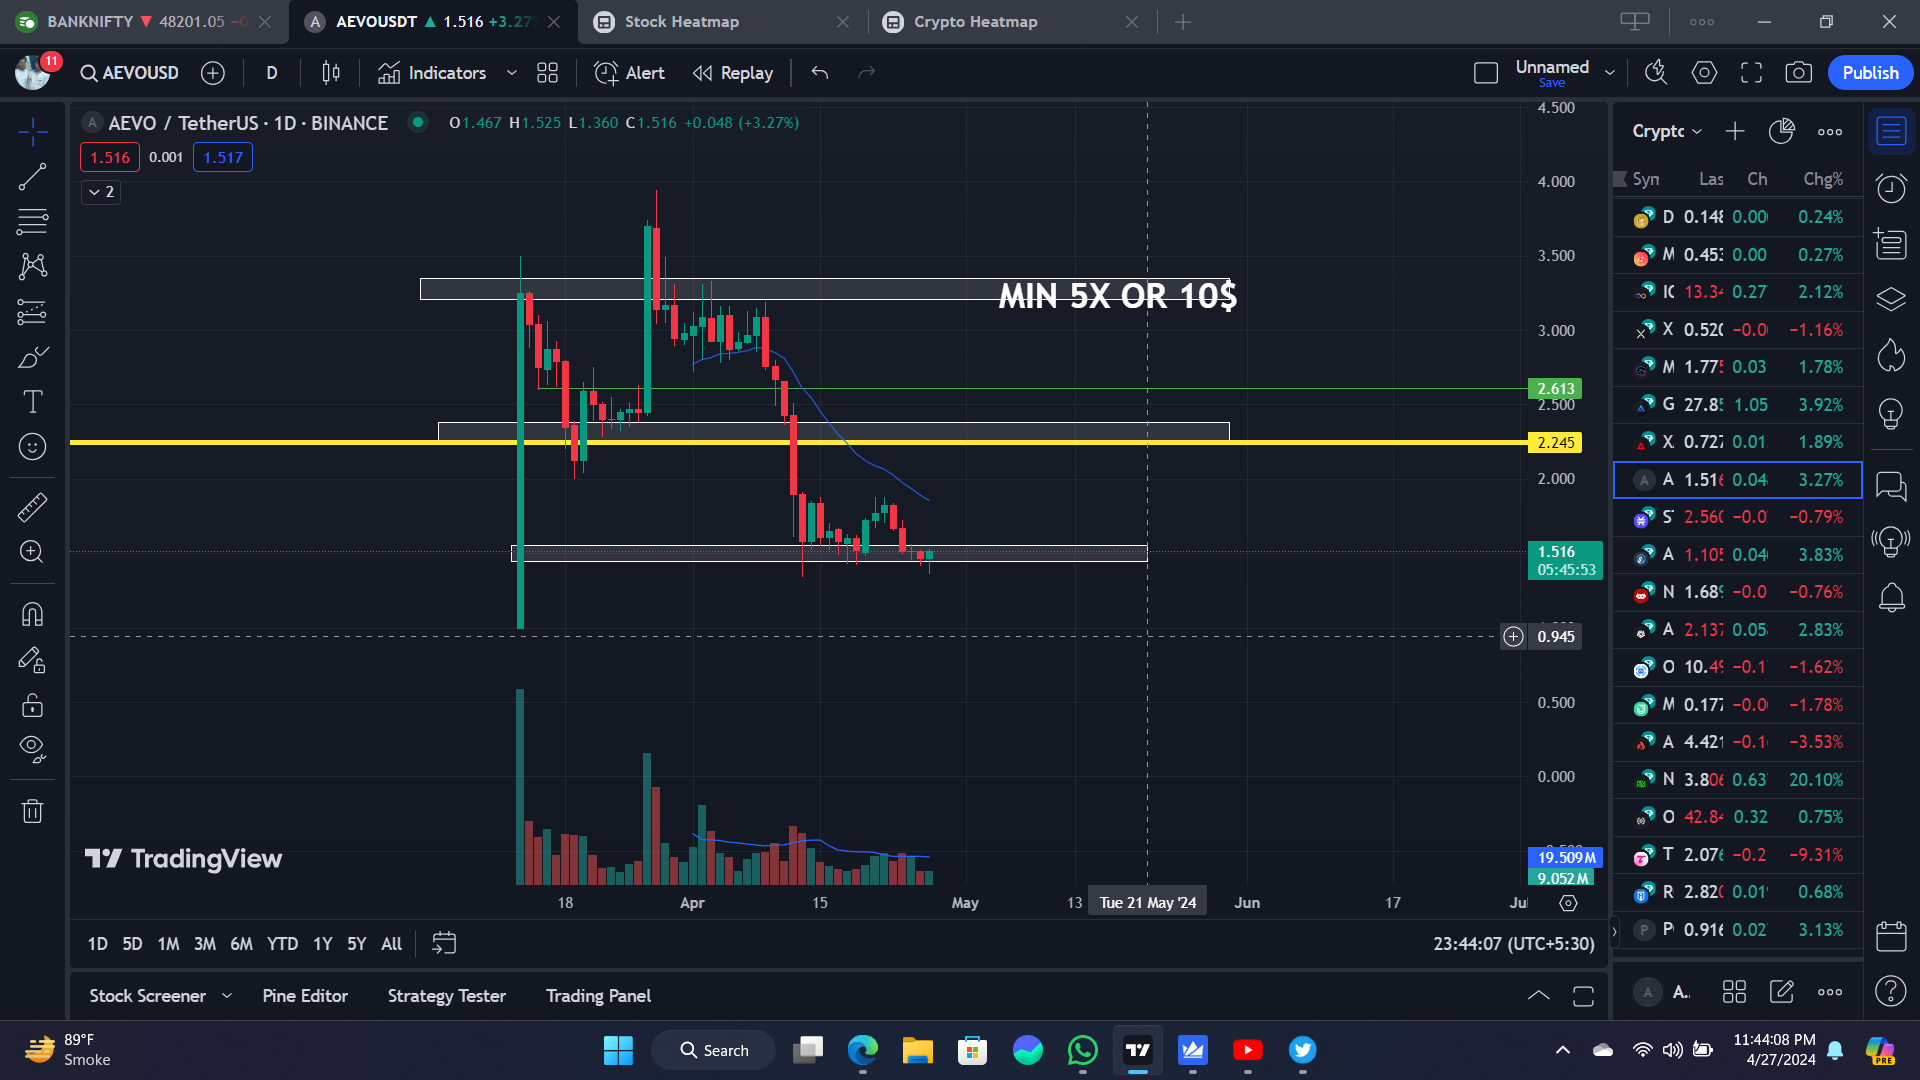 BANKNIFTY ▼ 48201.05
AEVOUSDT ▲ 1.516 +3.27
Stock Heatmap
Crypto Heatmap
11
AEVOUSD
D
Indicators
Alert
Replay
Unnamed
Save
Publish
A AEVO / TetherUS · 1D · BINANCE
O1.467 H1.525 L1.360 C1.516 +0.048 (+3.27%)
1.516 0.001 1.517
2
MIN 5X OR 10$
4.500
4.000
3.500
3.000
2.613
2.500
2.245
2.000
1.516
05:45:53
0.945
0.500
0.000
19.509M
9.052M
TradingView
18 Apr 15 May 13 Tue 21 May '24 Jun 17 Jul
1D 5D 1M 3M 6M YTD 1Y 5Y All
23:44:07 (UTC+5:30)
Stock Screener Pine Editor Strategy Tester Trading Panel
Crypto
Syn Las Ch Chg%
D 0.148 0.00 0.24%
M 0.453 0.00 0.27%
IC 13.34 0.27 2.12%
X 0.520 −0.0 −1.16%
M 1.775 0.03 1.78%
G 27.85 1.05 3.92%
X 0.727 0.01 1.89%
A A 1.516 0.04 3.27%
S 2.560 −0.0 −0.79%
A 1.105 0.04 3.83%
N 1.689 −0.0 −0.76%
A 2.137 0.05 2.83%
O 10.49 −0.1 −1.62%
M 0.177 −0.0 −1.78%
A 4.421 −0.1 −3.53%
N 3.806 0.63 20.10%
O 42.84 0.32 0.75%
T 2.076 −0.2 −9.31%
R 2.820 0.01 0.68%
P P 0.916 0.02 3.13%
A A..
89°F
Smoke
Search
11:44:08 PM
4/27/2024
PRE